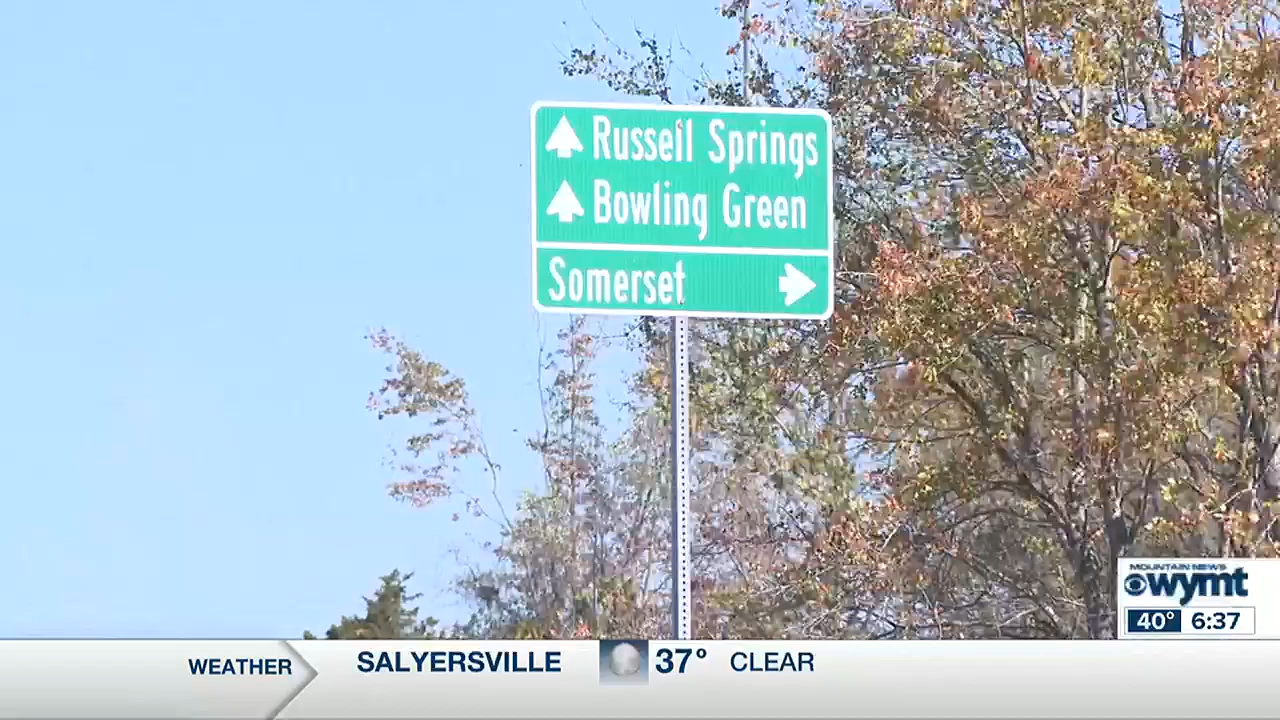 Russell Springs
Bowling Green
Somerset
MOUNTAIN NEWS
wymt
40° 6:37
WEATHER SALYERSVILLE 37° CLEAR